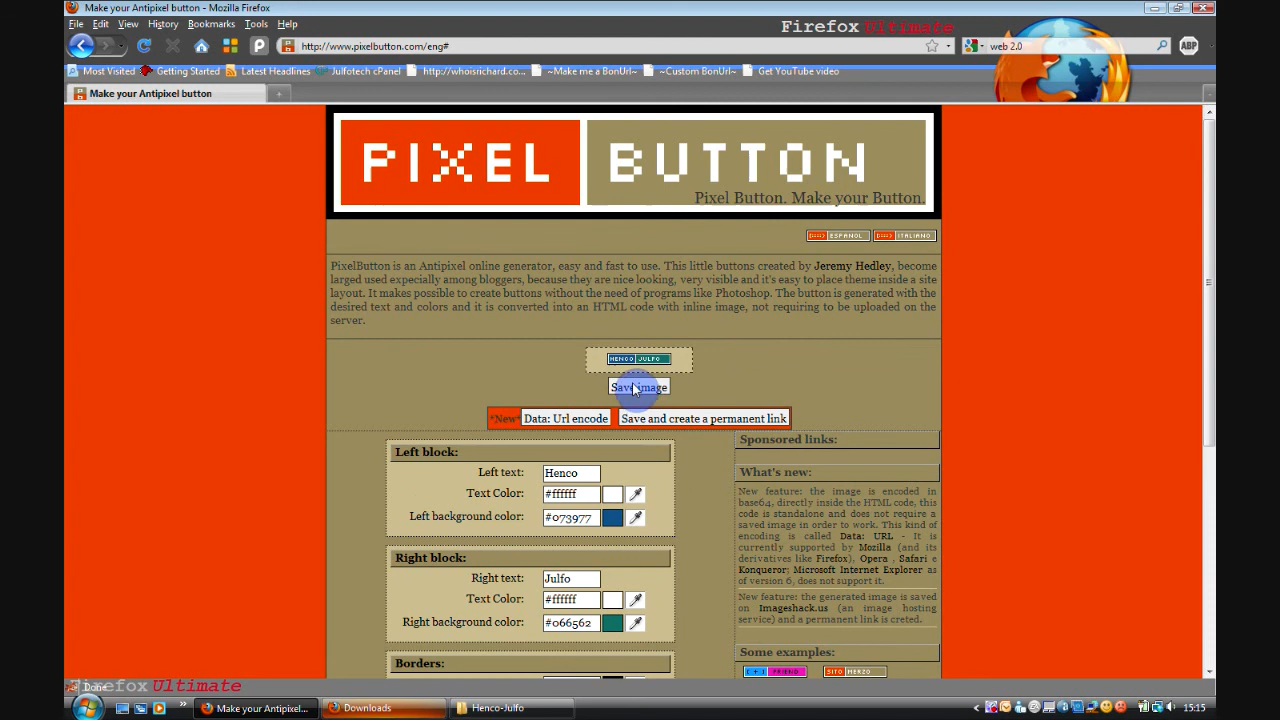 Make your Antipixel button - Mozilla Firefox
File Edit View History Bookmarks Tools Help
Firefox Ultimate
http://www.pixelbutton.com/eng#
web 2.0
ABP
Most Visited Getting Started Latest Headlines Julfotech cPanel http://whoisrichard.co... ~Make me a BonUrl~ ~Custom BonUrl~ Get YouTube video
Make your Antipixel button
PIXEL BUTTON
Pixel Button. Make your Button.
ESPANOL ITALIANO
PixelButton is an Antipixel online generator, easy and fast to use. This little buttons created by Jeremy Hedley, become
larged used expecially among bloggers, because they are nice looking, very visible and it's easy to place theme inside a site
layout. It makes possible to create buttons without the need of programs like Photoshop. The button is generated with the
desired text and colors and it is converted into an HTML code with inline image, not requiring to be uploaded on the
server.
HENCO JULFO
Save image
*New* Data: Url encode Save and create a permanent link
Left block:
Left text: Henco
Text Color: #ffffff
Left background color: #073977
Right block:
Right text: Julfo
Text Color: #ffffff
Right background color: #066562
Borders:
Sponsored links:
What's new:
New feature: the image is encoded in
base64, directly inside the HTML code, this
code is standalone and does not require a
saved image in order to work. This kind of
encoding is called Data: URL - It is
currently supported by Mozilla (and its
derivatives like Firefox), Opera , Safari e
Konqueror; Microsoft Internet Explorer as
of version 6, does not support it.
New feature: the generated image is saved
on Imageshack.us (an image hosting
service) and a permanent link is creted.
Some examples:
FRIEND SITO MERZO
Done
Firefox Ultimate
Make your Antipixel... Downloads Henco-Julfo 15:15